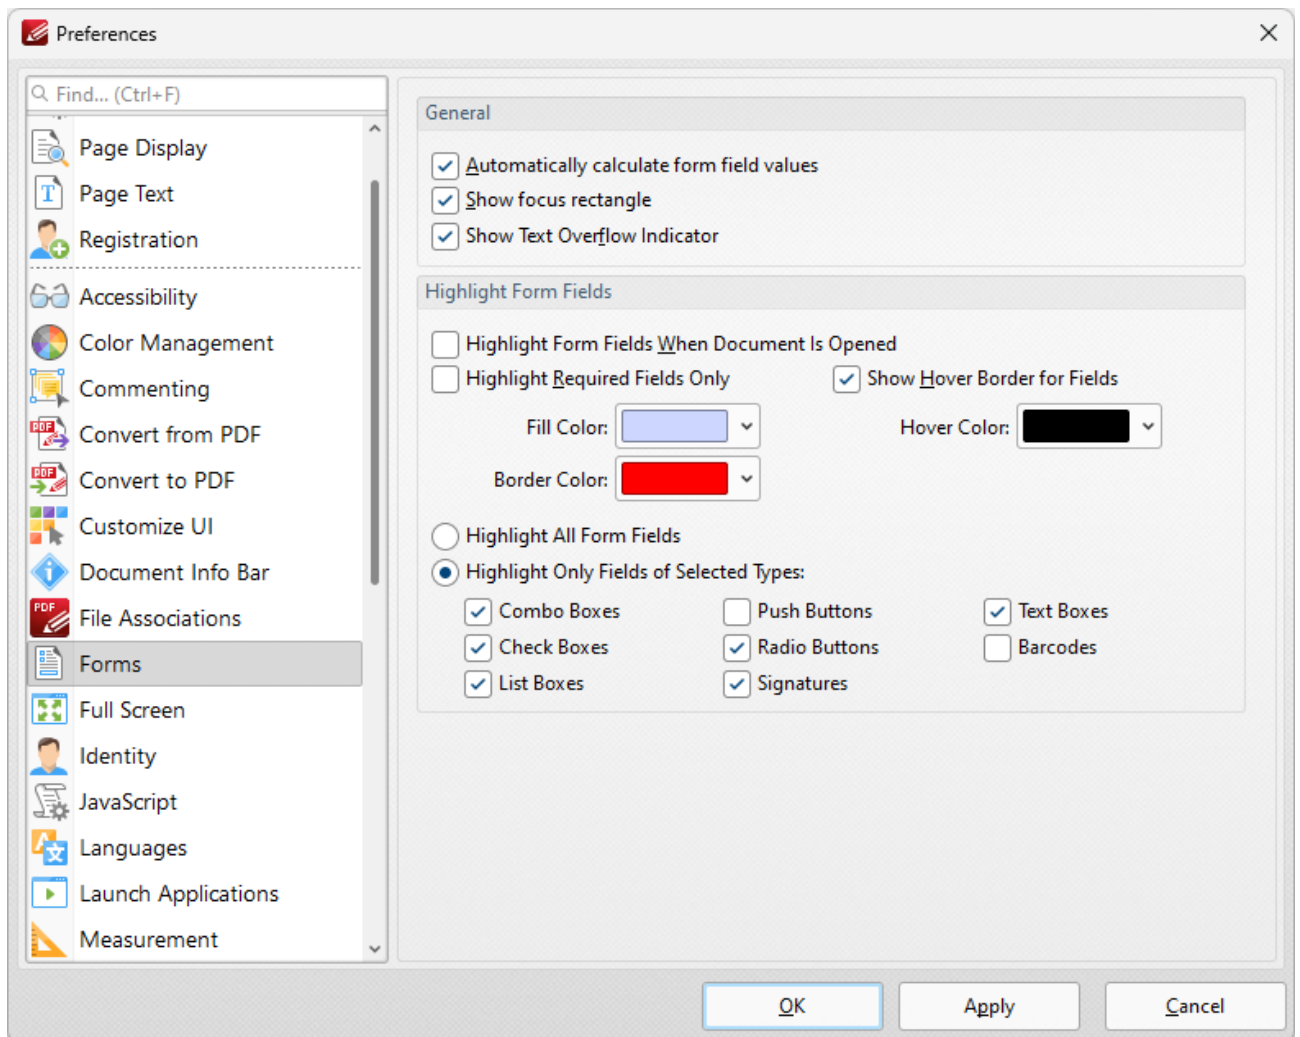 Preferences
Find... (Ctrl+F)
Page Display
Page Text
Registration
Accessibility
Color Management
Commenting
Convert from PDF
Convert to PDF
Customize UI
Document Info Bar
File Associations
Forms
Full Screen
Identity
JavaScript
Languages
Launch Applications
Measurement
General
Automatically calculate form field values
Show focus rectangle
Show Text Overflow Indicator
Highlight Form Fields
Highlight Form Fields When Document Is Opened
Highlight Required Fields Only Show Hover Border for Fields
Fill Color: Hover Color:
Border Color:
Highlight All Form Fields
Highlight Only Fields of Selected Types:
Combo Boxes Push Buttons Text Boxes
Check Boxes Radio Buttons Barcodes
List Boxes Signatures
OK Apply Cancel